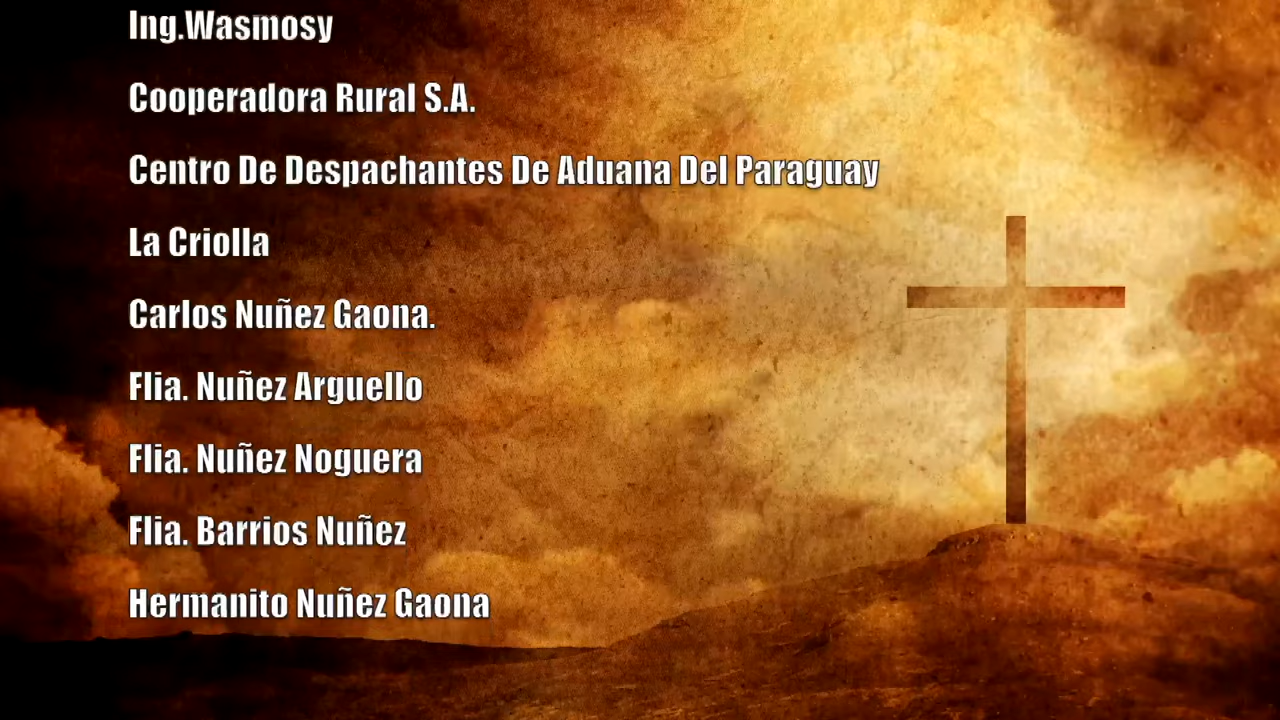 Ing.Wasmosy
Cooperadora Rural S.A.
Centro De Despachantes De Aduana Del Paraguay
La Criolla
Carlos Nuñez Gaona.
Flia. Nuñez Arguello
Flia. Nuñez Noguera
Flia. Barrios Nuñez
Hermanito Nuñez Gaona